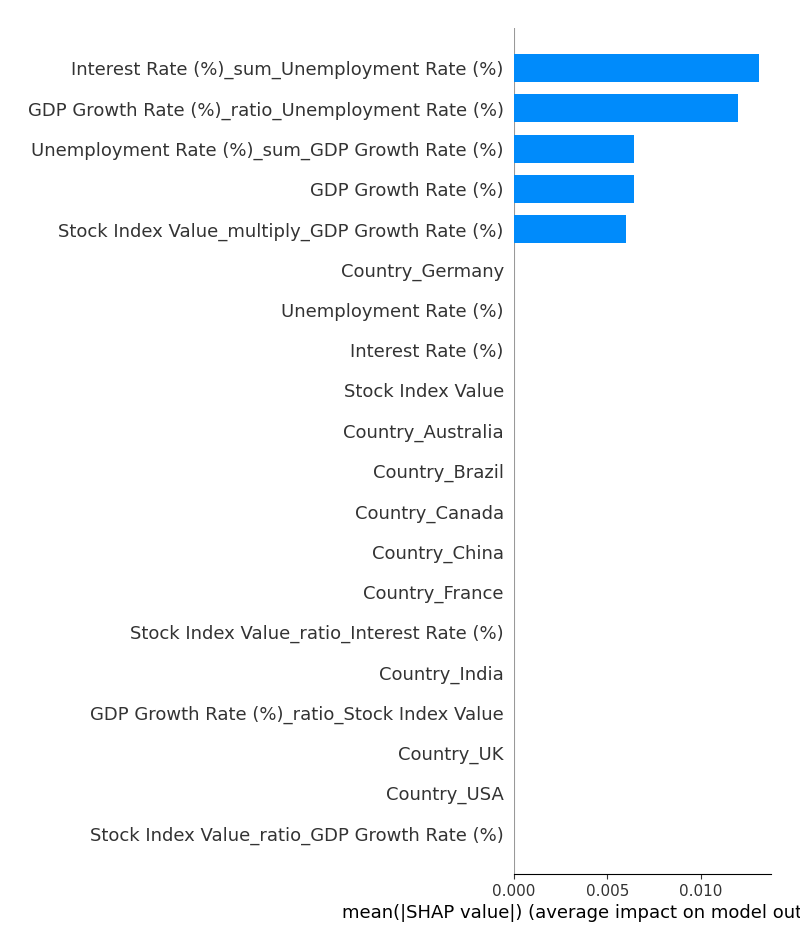 Interest Rate (%)_sum_Unemployment Rate (%)
GDP Growth Rate (%)_ratio_Unemployment Rate (%)
Unemployment Rate (%)_sum_GDP Growth Rate (%)
GDP Growth Rate (%)
Stock Index Value_multiply_GDP Growth Rate (%)
Country_Germany
Unemployment Rate (%)
Interest Rate (%)
Stock Index Value
Country_Australia
Country_Brazil
Country_Canada
Country_China
Country_France
Stock Index Value_ratio_Interest Rate (%)
Country_India
GDP Growth Rate (%)_ratio_Stock Index Value
Country_UK
Country_USA
Stock Index Value_ratio_GDP Growth Rate (%)
0.000 0.005 0.010
mean(|SHAP value|) (average impact on model out